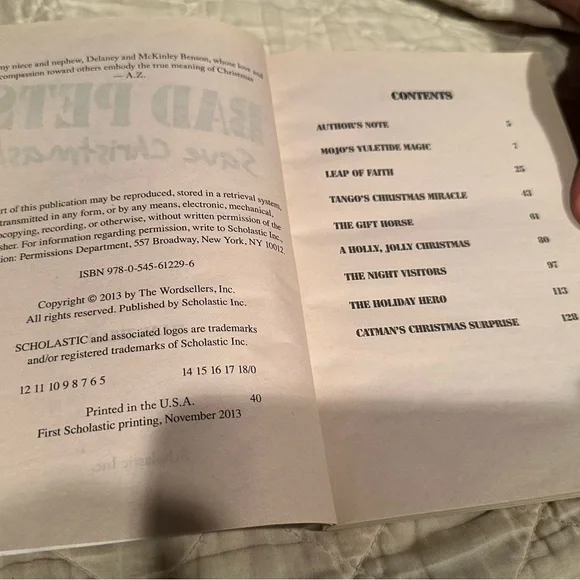 my niece and nephew, Delaney and McKinley Benson, whose love and
compassion toward others embody the true meaning of Christmas
—A.Z.
BAD PETS
Save Christmas!
rt of this publication may be reproduced, stored in a retrieval system,
transmitted in any form, or by any means, electronic, mechanical,
ocopying, recording, or otherwise, without written permission of the
sher. For information regarding permission, write to Scholastic Inc.,
ion: Permissions Department, 557 Broadway, New York, NY 10012
ISBN 978-0-545-61229-6
Copyright © 2013 by The Wordsellers, Inc.
All rights reserved. Published by Scholastic Inc.
SCHOLASTIC and associated logos are trademarks
and/or registered trademarks of Scholastic Inc.
12 11 10 9 8 7 6 5 14 15 16 17 18/0
Printed in the U.S.A. 40
First Scholastic printing, November 2013
Scholastic Inc.
CONTENTS
AUTHOR'S NOTE 5
MOJO'S YULETIDE MAGIC 7
LEAP OF FAITH 25
TANGO'S CHRISTMAS MIRACLE 43
THE GIFT HORSE 61
A HOLLY, JOLLY CHRISTMAS 80
THE NIGHT VISITORS 97
THE HOLIDAY HERO 113
CATMAN'S CHRISTMAS SURPRISE 128